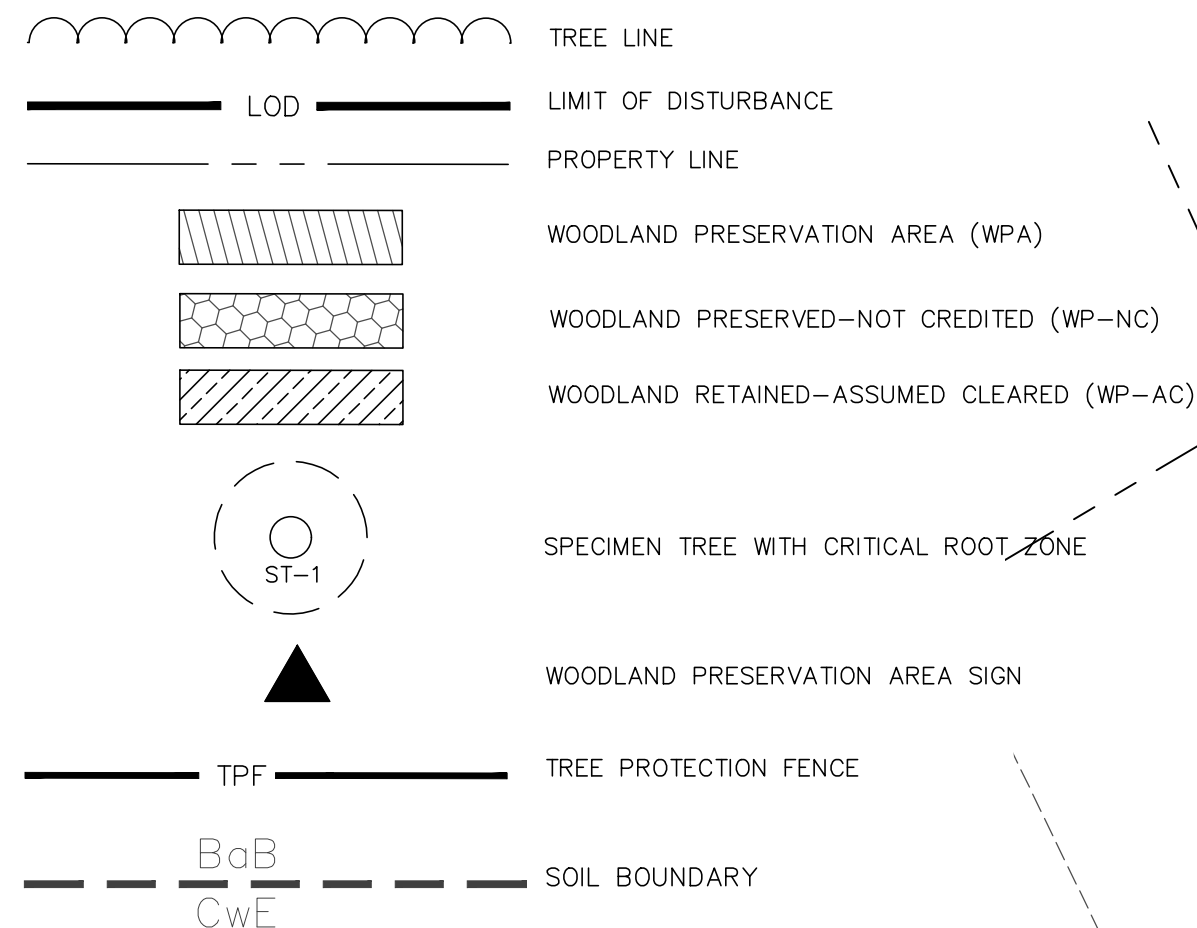 TREE LINE
LOD LIMIT OF DISTURBANCE
PROPERTY LINE
WOODLAND PRESERVATION AREA (WPA)
WOODLAND PRESERVED-NOT CREDITED (WP-NC)
WOODLAND RETAINED-ASSUMED CLEARED (WP-AC)
SPECIMEN TREE WITH CRITICAL ROOT ZONE
ST-1
WOODLAND PRESERVATION AREA SIGN
TPF TREE PROTECTION FENCE
BaB
SOIL BOUNDARY
CwE